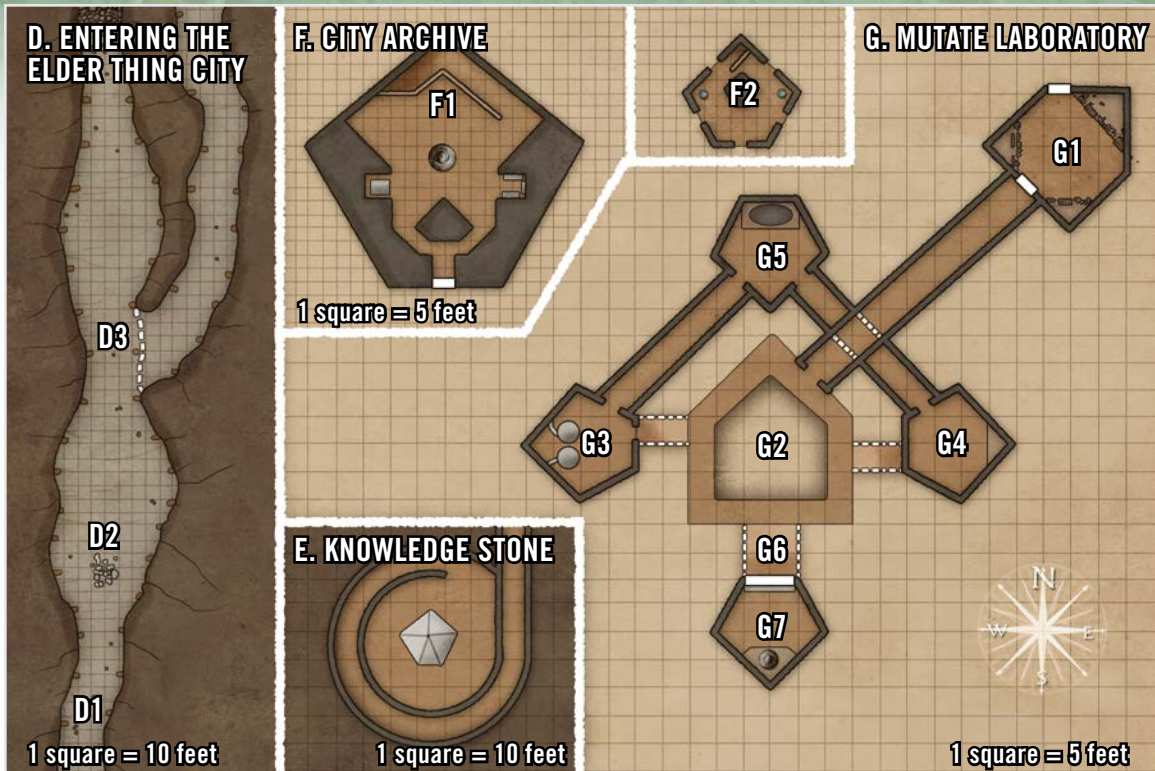 D. ENTERING THE
ELDER THING CITY
D3
D2
D1
1 square = 10 feet
F. CITY ARCHIVE
F1
1 square = 5 feet
F2
E. KNOWLEDGE STONE
1 square = 10 feet
G. MUTATE LABORATORY
G1
G5
G3
G2
G4
G6
G7
N
W
E
S
1 square = 5 feet